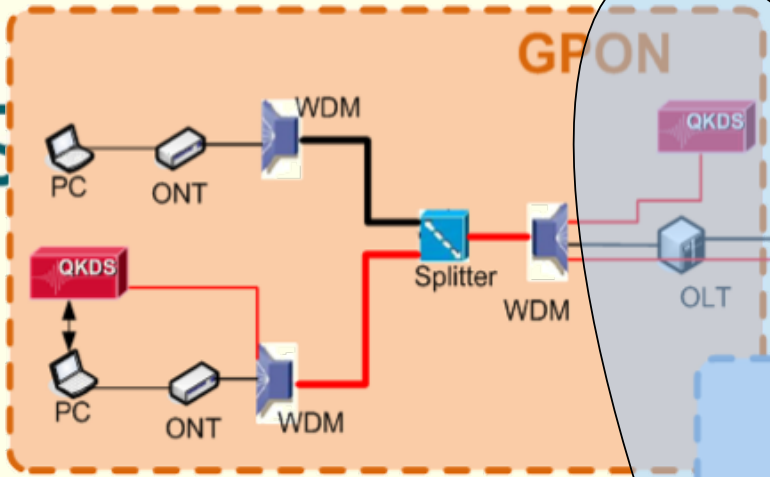 GPON
WDM
QKDS
PC
ONT
QKDS
Splitter
WDM
OLT
PC
ONT
WDM